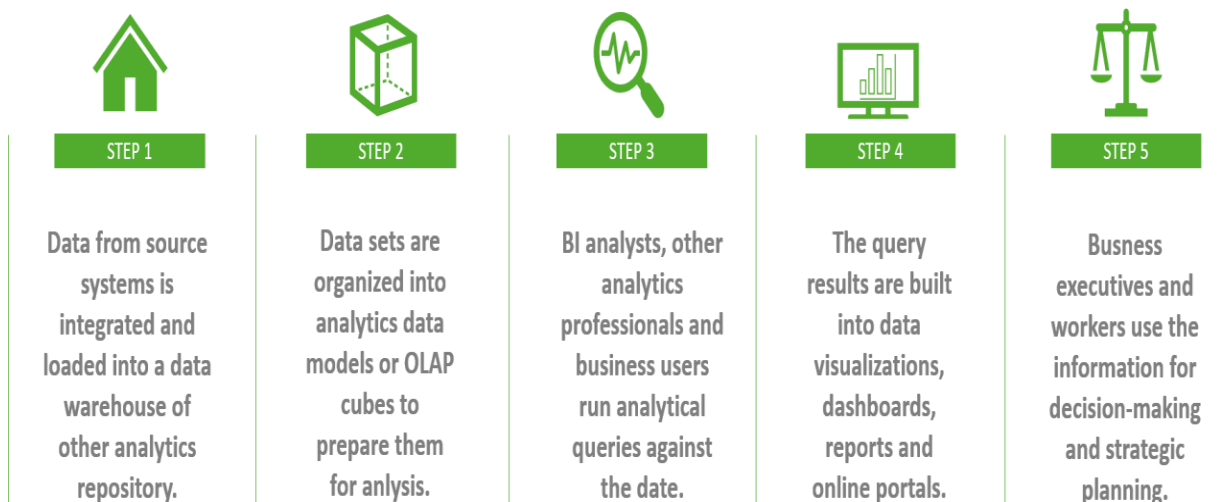 STEP 1
Data from source
systems is
integrated and
loaded into a data
warehouse of
other analytics
repository.
STEP 2
Data sets are
organized into
analytics data
models or OLAP
cubes to
prepare them
for anlysis.
STEP 3
BI analysts, other
analytics
professionals and
business users
run analytical
queries against
the date.
STEP 4
The query
results are built
into data
visualizations,
dashboards,
reports and
online portals.
STEP 5
Busness
executives and
workers use the
information for
decision-making
and strategic
planning.